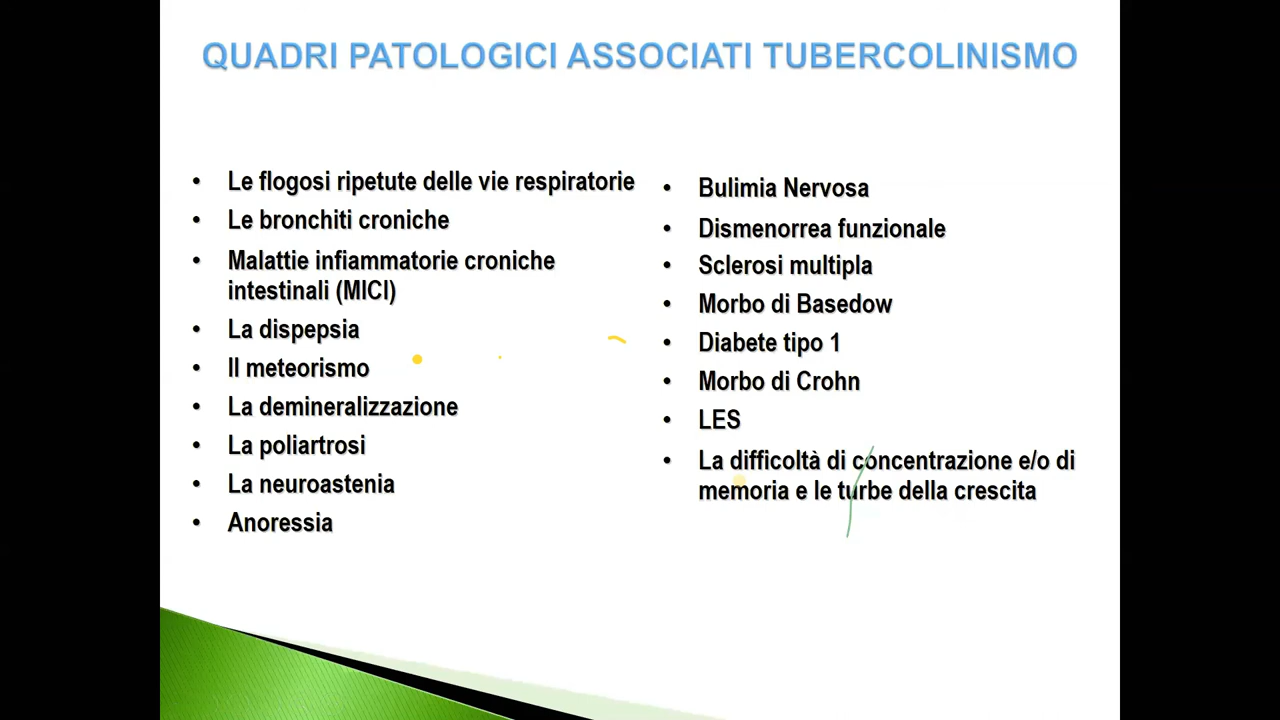 QUADRI PATOLOGICI ASSOCIATI TUBERCOLINISMO
• Le flogosi ripetute delle vie respiratorie
• Le bronchiti croniche
• Malattie infiammatorie croniche
intestinali (MICI)
• La dispepsia
• Il meteorismo
• La demineralizzazione
• La poliartrosi
• La neuroastenia
• Anoressia
• Bulimia Nervosa
• Dismenorrea funzionale
• Sclerosi multipla
• Morbo di Basedow
• Diabete tipo 1
• Morbo di Crohn
• LES
• La difficoltà di concentrazione e/o di
memoria e le turbe della crescita